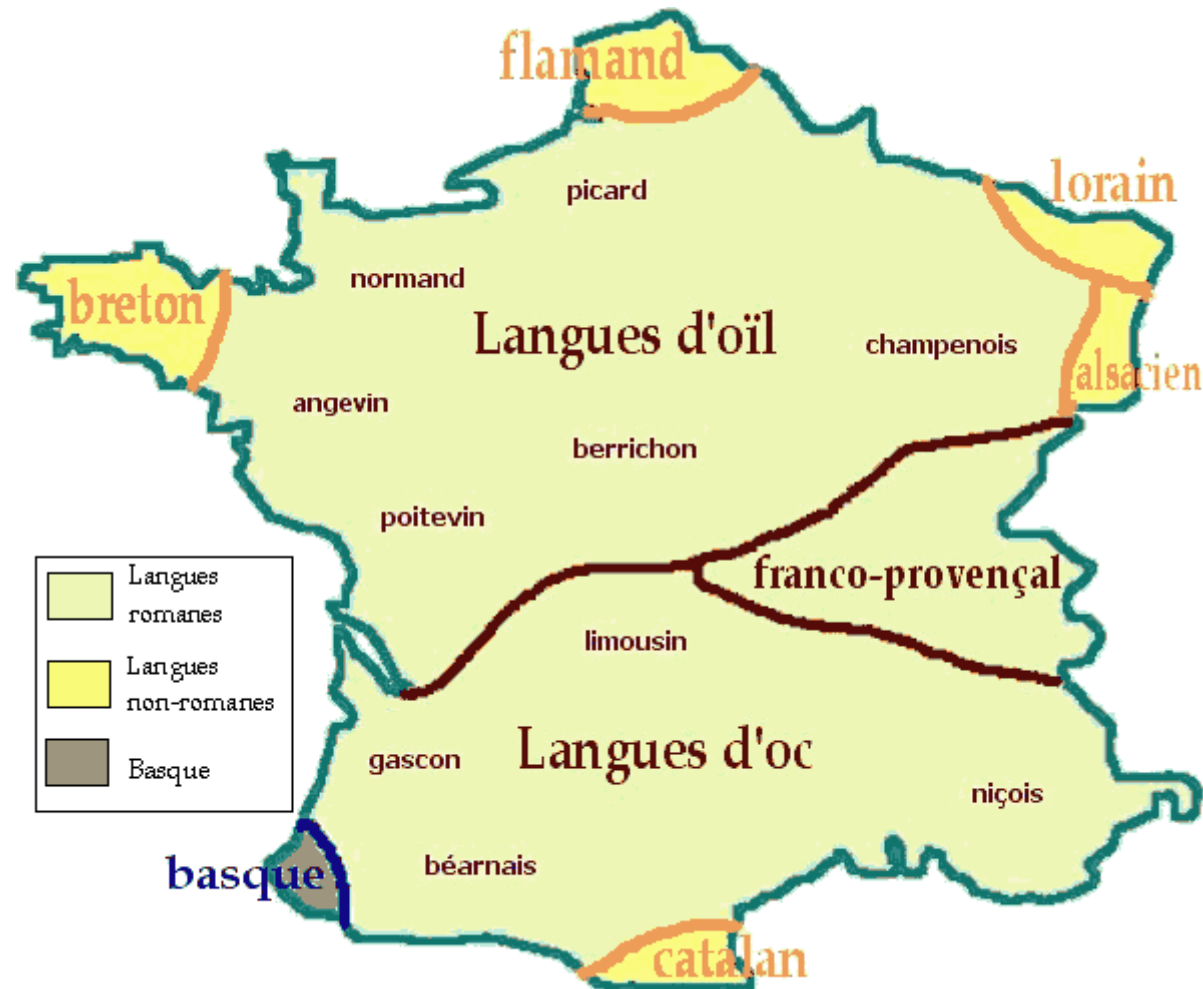 flamand
lorain
picard
normand
breton
Langues d'oïl
champenois
alsacien
angevin
berrichon
poitevin
franco-provençal
Langues
romanes
Langues
non-romanes
Basque
limousin
gascon
Langues d'oc
niçois
basque
béarnais
catalan